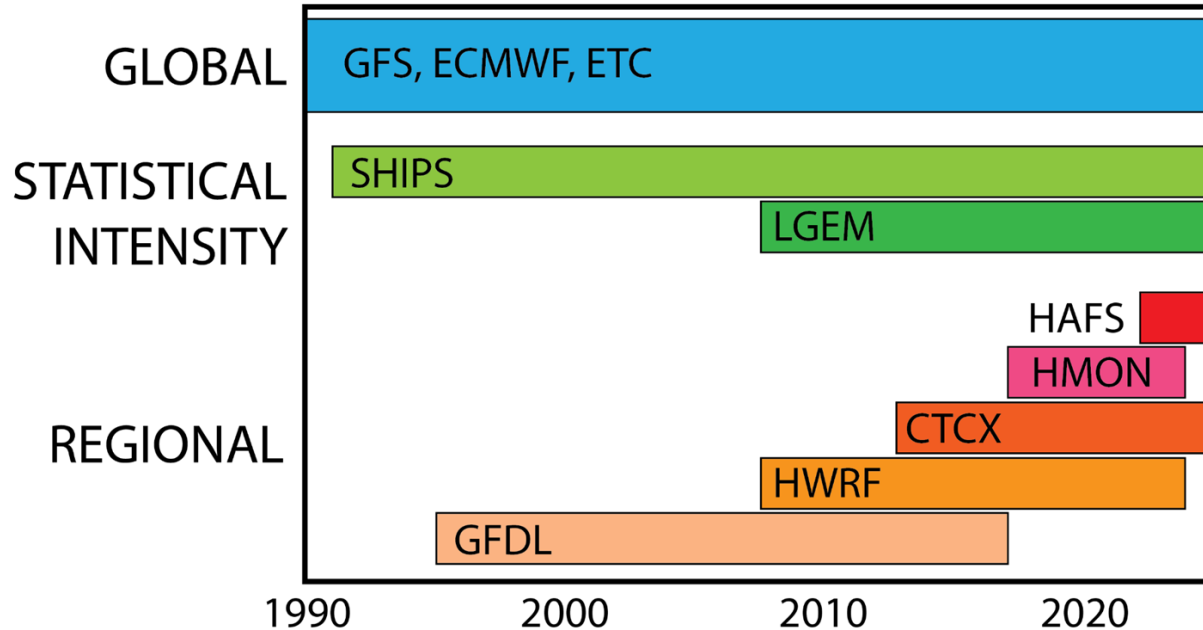 GLOBAL
GFS, ECMWF, ETC
STATISTICAL
INTENSITY
SHIPS
LGEM
REGIONAL
HAFS
HMON
CTCX
HWRF
GFDL
1990 2000 2010 2020